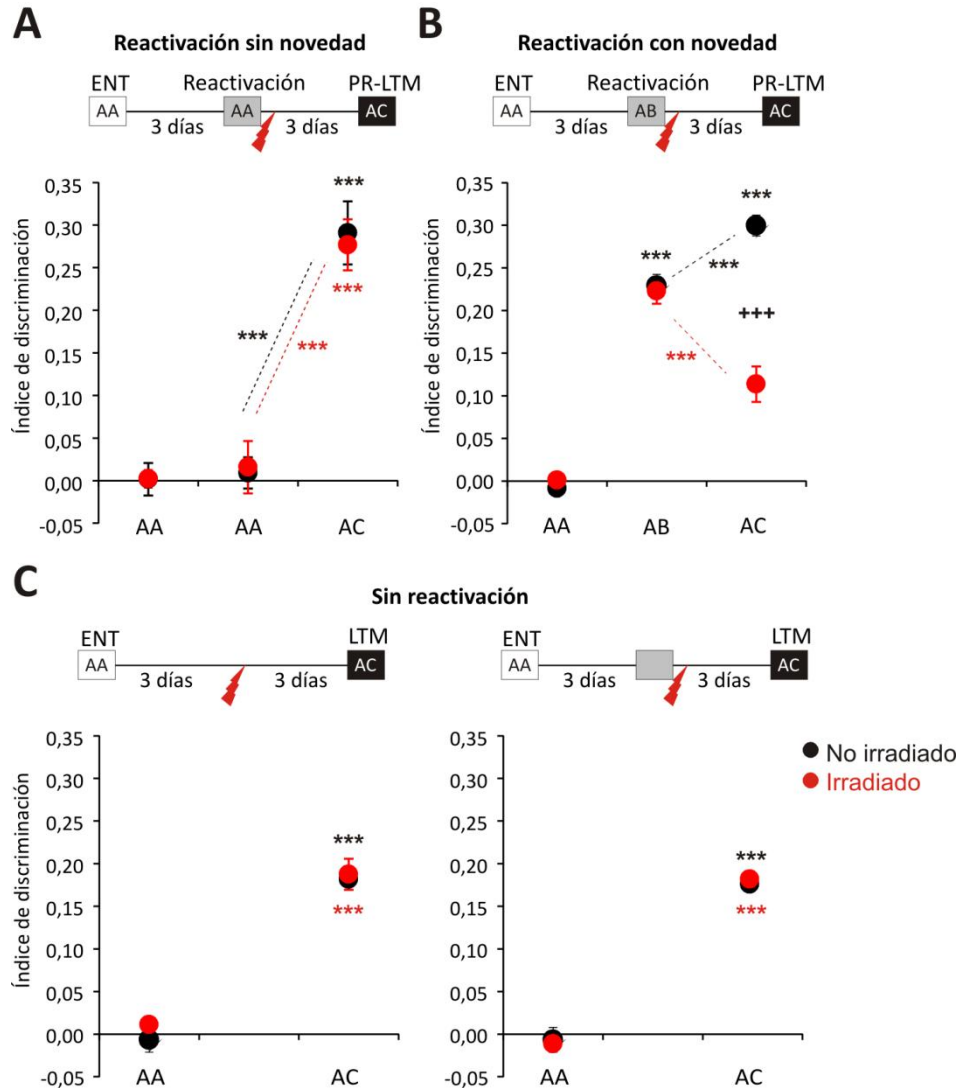 A
Reactivación sin novedad
ENT
Reactivación
PR-LTM
AA
AA
AC
3 días
3 días
Índice de discriminación
0,35
0,30
0,25
0,20
0,15
0,10
0,05
0,00
-0,05
***
***
***
***
AA
AA
AC
B
Reactivación con novedad
ENT
Reactivación
PR-LTM
AA
AB
AC
3 días
3 días
Índice de discriminación
0,35
0,30
0,25
0,20
0,15
0,10
0,05
0,00
-0,05
***
***
***
+++
***
AA
AB
AC
C
Sin reactivación
ENT
LTM
AA
AC
3 días
3 días
Índice de discriminación
0,35
0,30
0,25
0,20
0,15
0,10
0,05
0,00
-0,05
***
***
AA
AC
ENT
LTM
AA
AC
3 días
3 días
0,35
0,30
0,25
0,20
0,15
0,10
0,05
0,00
-0,05
***
***
AA
AC
No irradiado
Irradiado